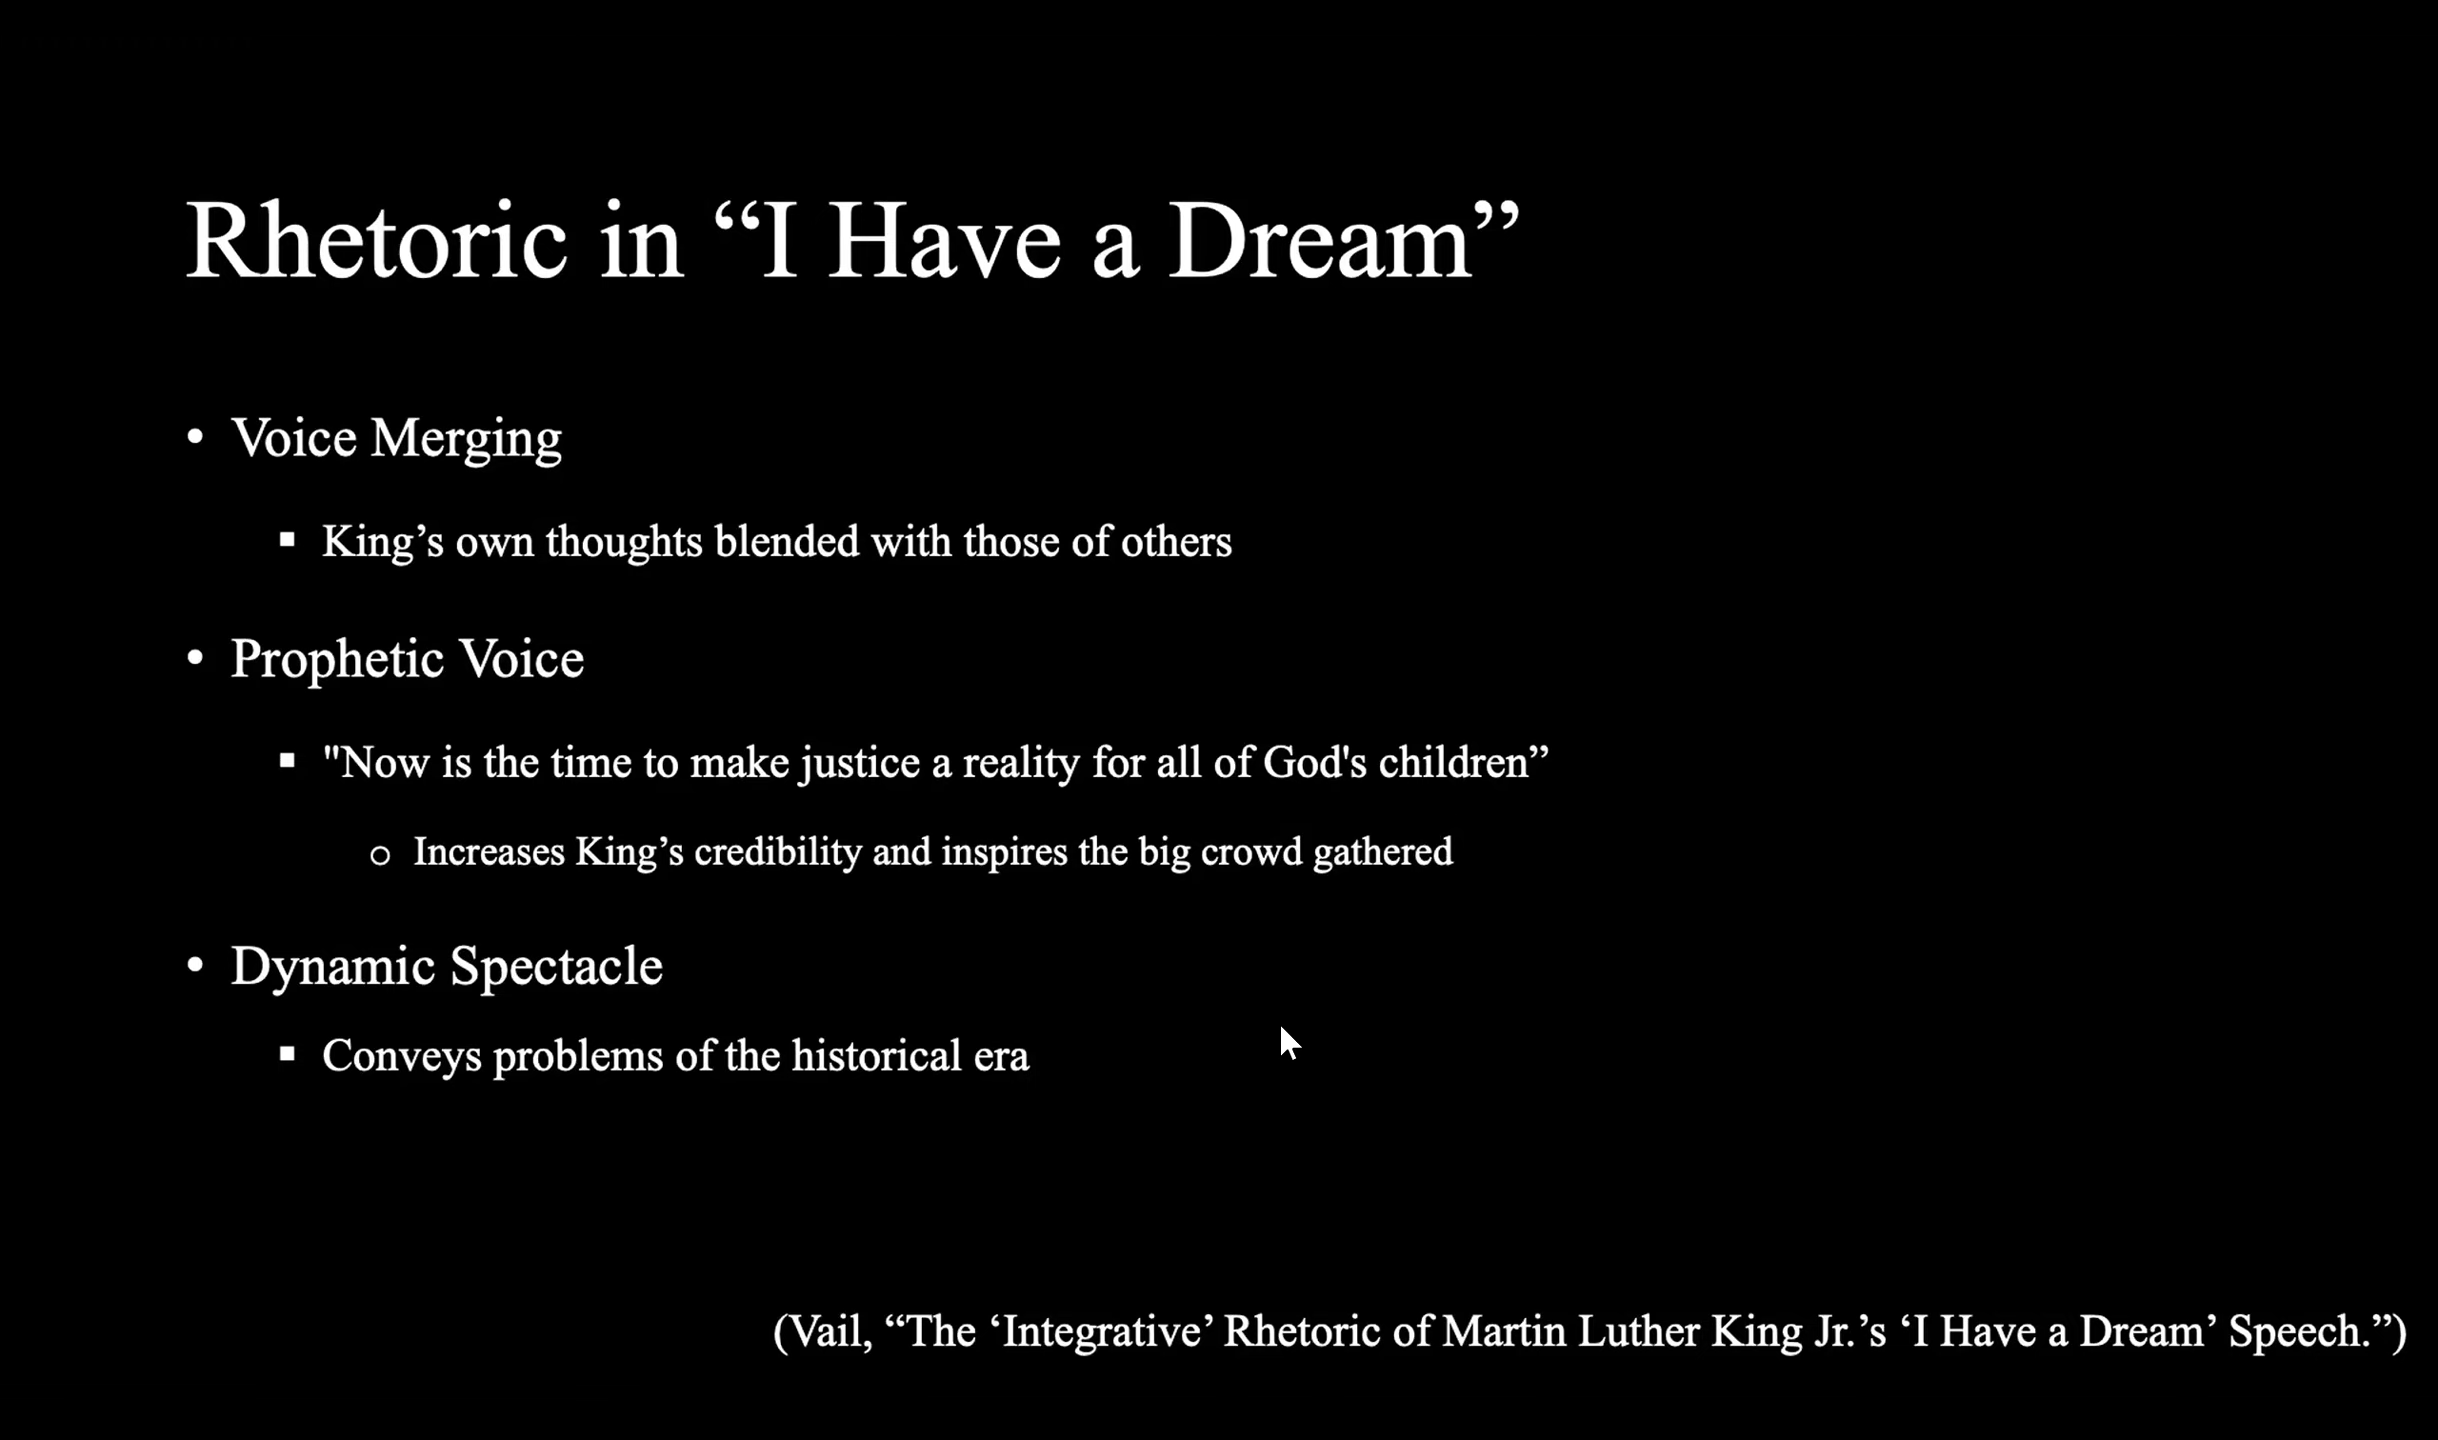 Rhetoric in “I Have a Dream”
• Voice Merging
▪ King’s own thoughts blended with those of others
• Prophetic Voice
▪ "Now is the time to make justice a reality for all of God's children”
○ Increases King’s credibility and inspires the big crowd gathered
• Dynamic Spectacle
▪ Conveys problems of the historical era
(Vail, “The ‘Integrative’ Rhetoric of Martin Luther King Jr.’s ‘I Have a Dream’ Speech.”)